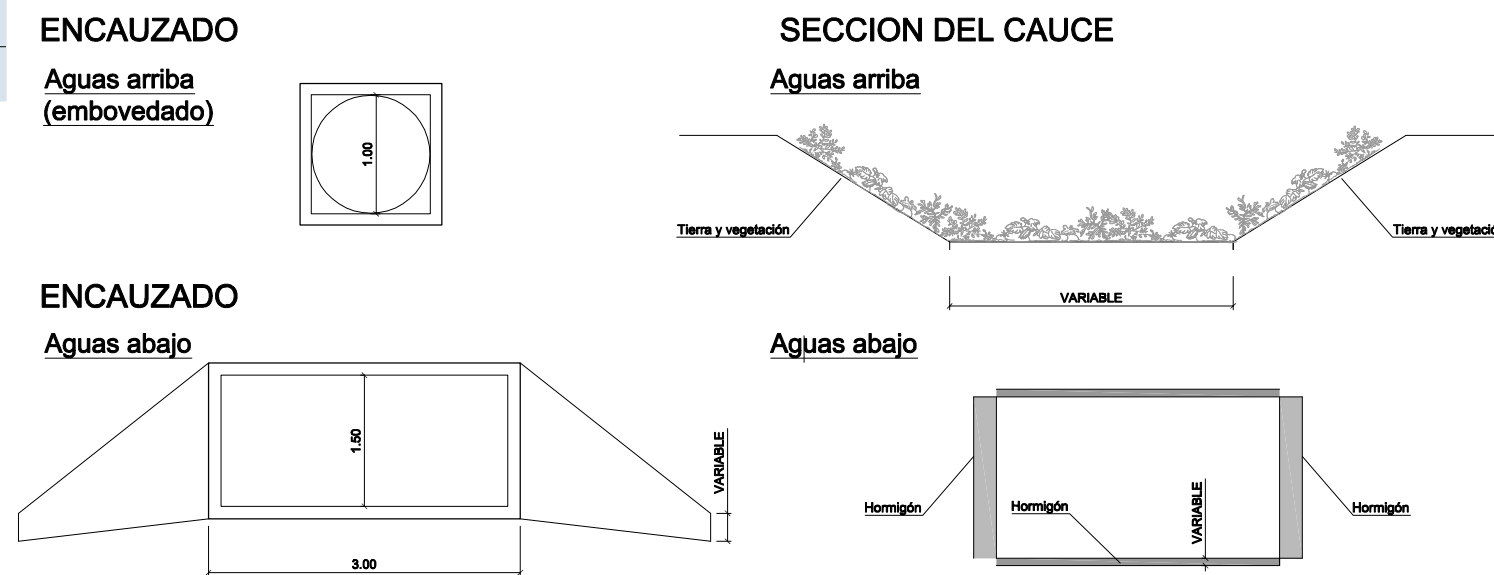 ENCAUZADO
Aguas arriba
(embovedado)
1.00
SECCION DEL CAUCE
Aguas arriba
Tierra y vegetación
Tierra y vegetació
VARIABLE
ENCAUZADO
Aguas abajo
1.50
VARIABLE
3.00
Aguas abajo
Hormigón
Hormigón
VARIABLE
Hormigón